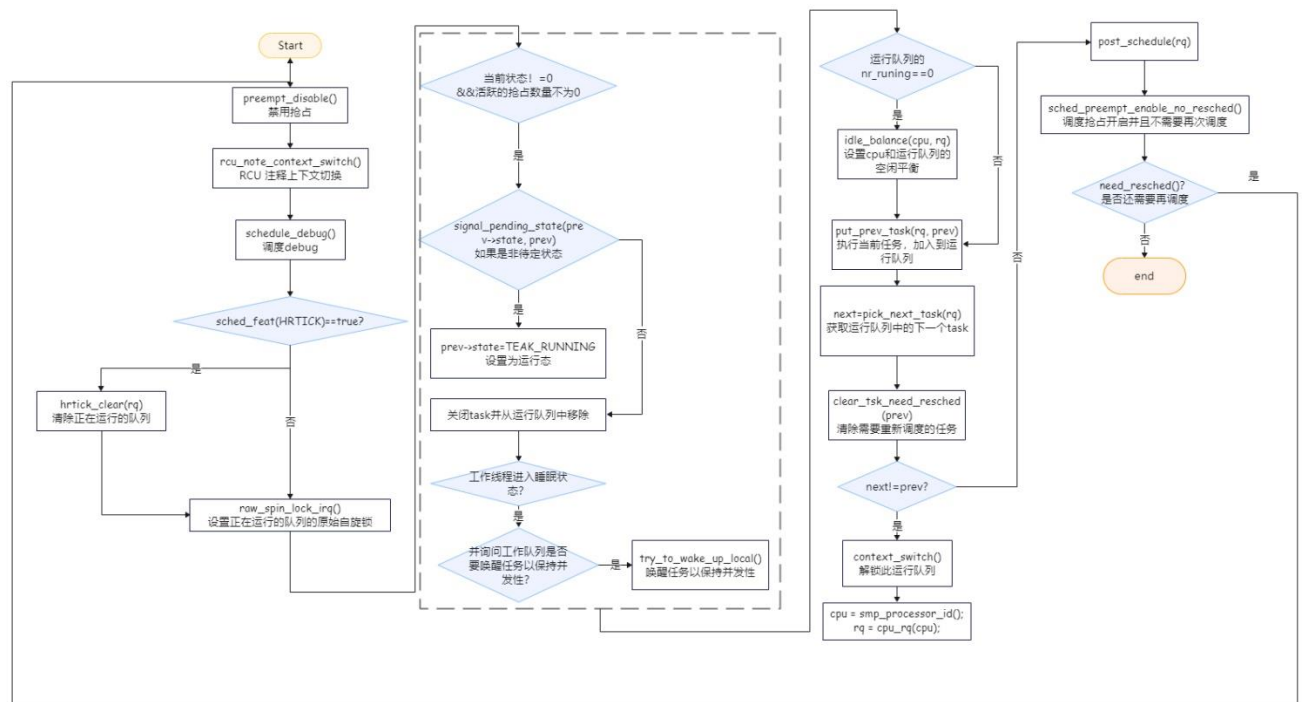 Start
preempt_disable()
禁用抢占
rcu_note_context_switch()
RCU 注释上下文切换
schedule_debug()
调度debug
sched_feat(HRTICK)==true?
是
hrtick_clear(rq)
清除正在运行的队列
否
raw_spin_lock_irq()
设置正在运行的队列的原始自旋锁
当前状态！=0
&&活跃的抢占数量不为0
是
signal_pending_state(pre
v->state, prev)
如果是非待定状态
是
否
prev->state=TEAK_RUNNING
设置为运行态
关闭task并从运行队列中移除
工作线程进入睡眠状
态?
是
并询问工作队列是否
要唤醒任务以保持并
发性?
是
try_to_wake_up_local()
唤醒任务以保持并发性
运行队列的
nr_runing==0
是
否
idle_balance(cpu, rq)
设置cpu和运行队列的
空闲平衡
put_prev_task(rq, prev)
执行当前任务，加入到运
行队列
next=pick_next_task(rq)
获取运行队列中的下一个task
clear_tsk_need_resched
(prev)
清除需要重新调度的任务
next!=prev?
是
否
context_switch()
解锁此运行队列
cpu = smp_processor_id();
rq = cpu_rq(cpu);
post_schedule(rq)
sched_preempt_enable_no_resched()
调度抢占开启并且不需要再次调度
need_resched()?
是否还需要再调度
是
否
end